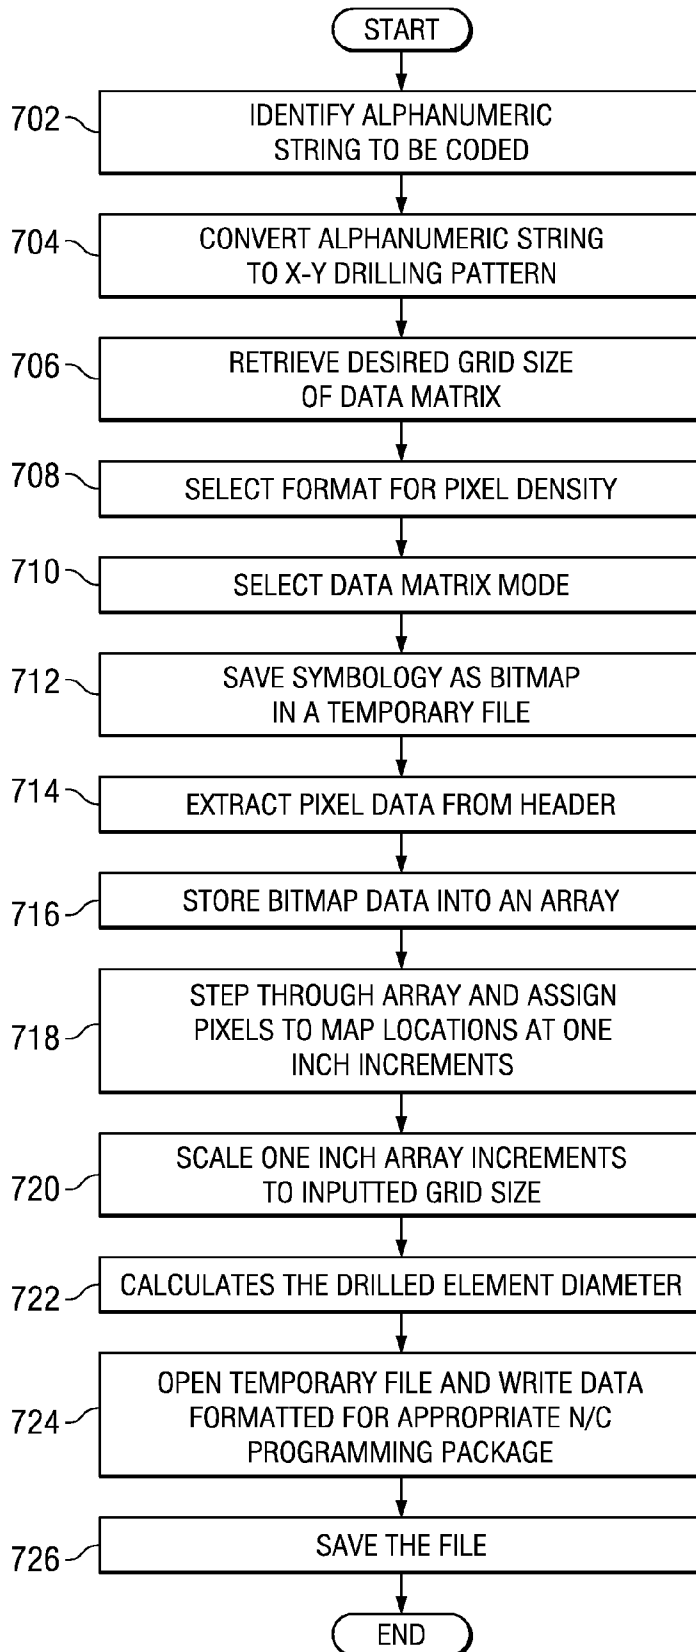 START
702
IDENTIFY ALPHANUMERIC
STRING TO BE CODED
704
CONVERT ALPHANUMERIC STRING
TO X-Y DRILLING PATTERN
706
RETRIEVE DESIRED GRID SIZE
OF DATA MATRIX
708
SELECT FORMAT FOR PIXEL DENSITY
710
SELECT DATA MATRIX MODE
712
SAVE SYMBOLOGY AS BITMAP
IN A TEMPORARY FILE
714
EXTRACT PIXEL DATA FROM HEADER
716
STORE BITMAP DATA INTO AN ARRAY
718
STEP THROUGH ARRAY AND ASSIGN
PIXELS TO MAP LOCATIONS AT ONE
INCH INCREMENTS
720
SCALE ONE INCH ARRAY INCREMENTS
TO INPUTTED GRID SIZE
722
CALCULATES THE DRILLED ELEMENT DIAMETER
724
OPEN TEMPORARY FILE AND WRITE DATA
FORMATTED FOR APPROPRIATE N/C
PROGRAMMING PACKAGE
726
SAVE THE FILE
END